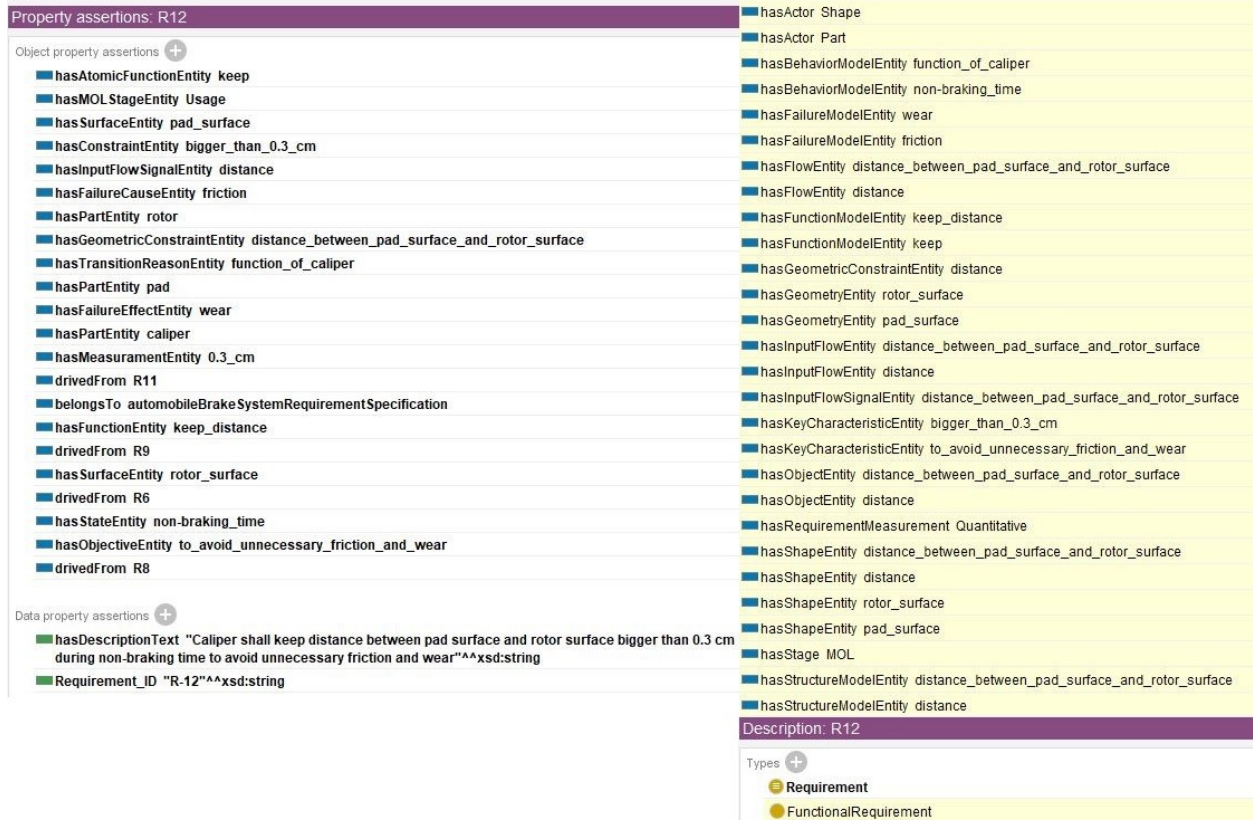 Property assertions: R12
Object property assertions
hasAtomicFunctionEntity keep
hasMOLStageEntity Usage
hasSurfaceEntity pad_surface
hasConstraintEntity bigger_than_0.3_cm
hasInputFlowSignalEntity distance
hasFailureCauseEntity friction
hasPartEntity rotor
hasGeometricConstraintEntity distance_between_pad_surface_and_rotor_surface
hasTransitionReasonEntity function_of_caliper
hasPartEntity pad
hasFailureEffectEntity wear
hasPartEntity caliper
hasMeasuramentEntity 0.3_cm
drivedFrom R11
belongsTo automobileBrakeSystemRequirementSpecification
hasFunctionEntity keep_distance
drivedFrom R9
hasSurfaceEntity rotor_surface
drivedFrom R6
hasStateEntity non-braking_time
hasObjectiveEntity to_avoid_unnecessary_friction_and_wear
drivedFrom R8
Data property assertions
hasDescriptionText "Caliper shall keep distance between pad surface and rotor surface bigger than 0.3 cm
during non-braking time to avoid unnecessary friction and wear"^^xsd:string
Requirement_ID "R-12"^^xsd:string
hasActor Shape
hasActor Part
hasBehaviorModelEntity function_of_caliper
hasBehaviorModelEntity non-braking_time
hasFailureModelEntity wear
hasFailureModelEntity friction
hasFlowEntity distance_between_pad_surface_and_rotor_surface
hasFlowEntity distance
hasFunctionModelEntity keep_distance
hasFunctionModelEntity keep
hasGeometricConstraintEntity distance
hasGeometryEntity rotor_surface
hasGeometryEntity pad_surface
hasInputFlowEntity distance_between_pad_surface_and_rotor_surface
hasInputFlowEntity distance
hasInputFlowSignalEntity distance_between_pad_surface_and_rotor_surface
hasKeyCharacteristicEntity bigger_than_0.3_cm
hasKeyCharacteristicEntity to_avoid_unnecessary_friction_and_wear
hasObjectEntity distance_between_pad_surface_and_rotor_surface
hasObjectEntity distance
hasRequirementMeasurement Quantitative
hasShapeEntity distance_between_pad_surface_and_rotor_surface
hasShapeEntity distance
hasShapeEntity rotor_surface
hasShapeEntity pad_surface
hasStage MOL
hasStructureModelEntity distance_between_pad_surface_and_rotor_surface
hasStructureModelEntity distance
Description: R12
Types
Requirement
FunctionalRequirement